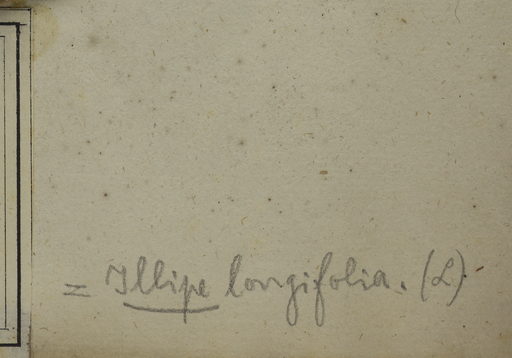 = Illipe longifolia. (L).